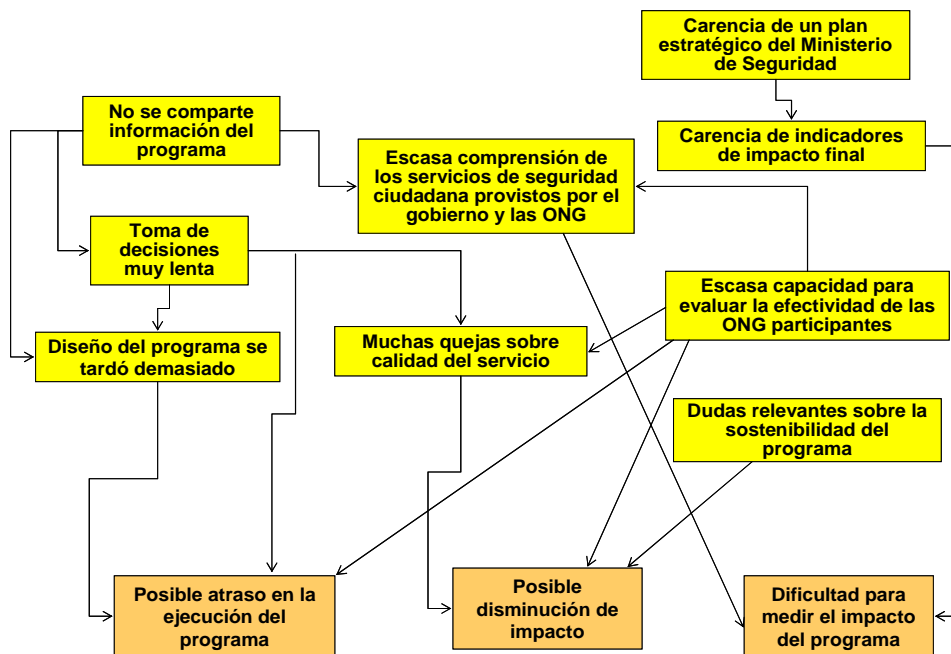 Carencia de un plan
estratégico del Ministerio
de Seguridad
No se comparte
información del
programa
Carencia de indicadores
de impacto final
Escasa comprensión de
los servicios de seguridad
ciudadana provistos por el
gobierno y las ONG
Toma de
decisiones
muy lenta
Escasa capacidad para
evaluar la efectividad de las
ONG participantes
Diseño del programa se
tardó demasiado
Muchas quejas sobre
calidad del servicio
Dudas relevantes sobre la
sostenibilidad del
programa
Posible atraso en la
ejecución del
programa
Posible
disminución de
impacto
Dificultad para
medir el impacto
del programa